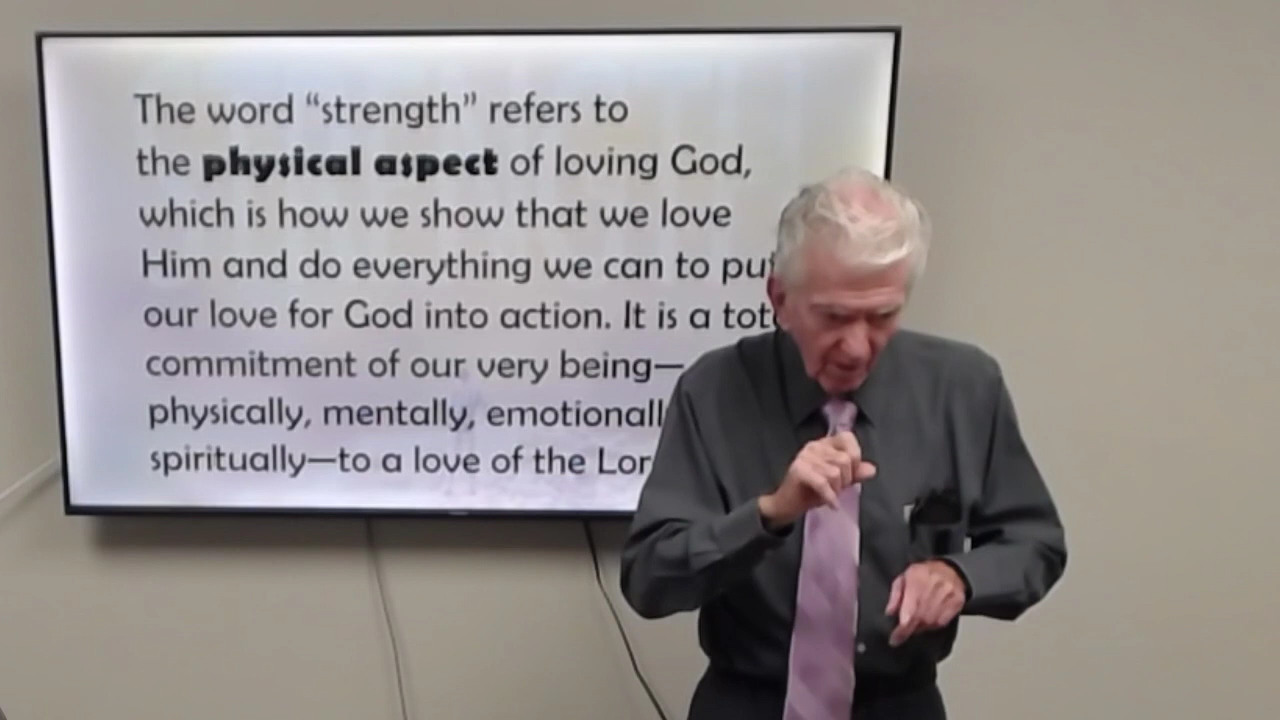 The word “strength” refers to
the physical aspect of loving God,
which is how we show that we love
Him and do everything we can to put
our love for God into action. It is a
commitment of our very being—
physically, mentally,
spiritually—to a love of the